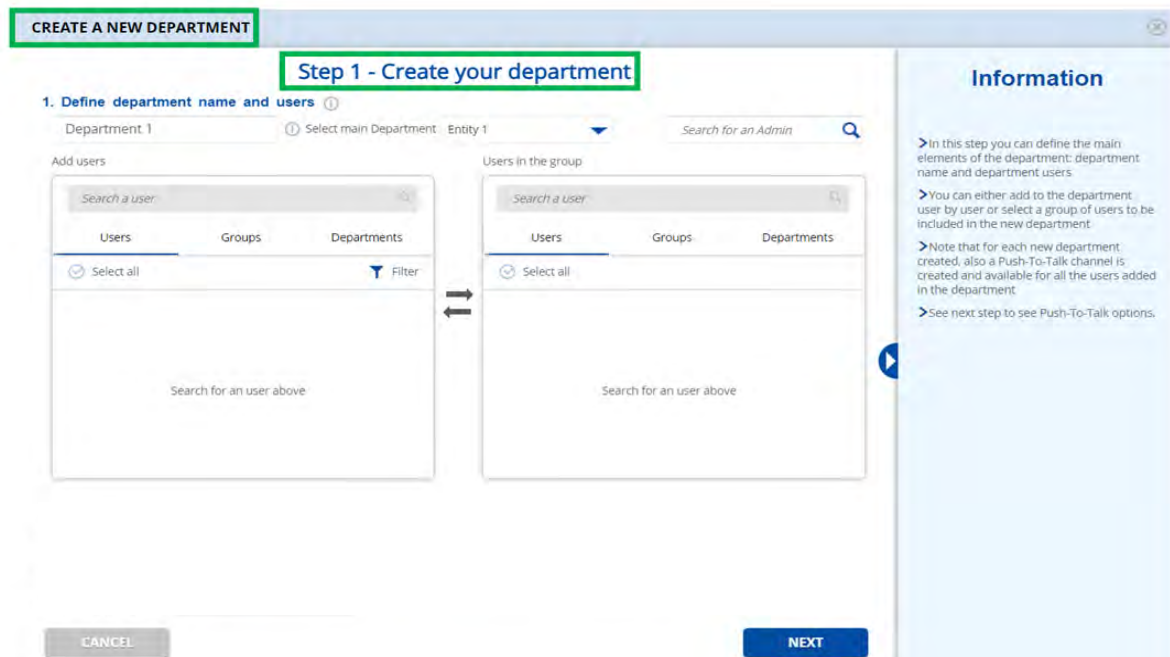 CREATE A NEW DEPARTMENT
Step 1 - Create your department
1. Define department name and users
Department 1
Select main Department
Entity 1
Search for an Admin
Add users
Users in the group
Search a user
Users Groups Departments
Select all Filter
Search for an user above
Search a user
Users Groups Departments
Select all
Search for an user above
CANCEL
NEXT
Information
>In this step you can define the main
elements of the department: department
name and department users
>You can either add to the department
user by user or select a group of users to be
included in the new department
>Note that for each new department
created, also a Push-To-Talk channel is
created and available for all the users added
in the department
>See next step to see Push-To-Talk options.